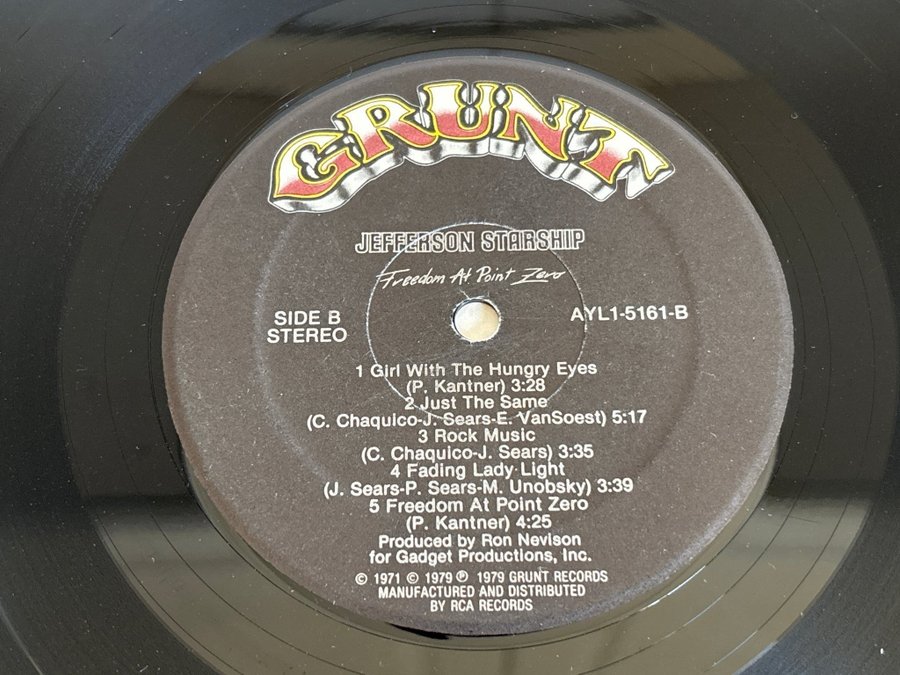 GRUNT
JEFFERSON STARSHIP
Freedom At Point Zero
SIDE B
STEREO
AYL1-5161-B
1 Girl With The Hungry Eyes
(P. Kantner) 3:28
2 Just The Same
(C. Chaquico-J. Sears-E. VanSoest) 5:17
3 Rock Music
(C. Chaquico-J. Sears) 3:35
4 Fading Lady Light
(J. Sears-P. Sears-M. Unobsky) 3:39
5 Freedom At Point Zero
(P. Kantner) 4:25
Produced by Ron Nevison
for Gadget Productions, Inc.
© 1971 © 1979 ℗ 1979 GRUNT RECORDS
MANUFACTURED AND DISTRIBUTED
BY RCA RECORDS